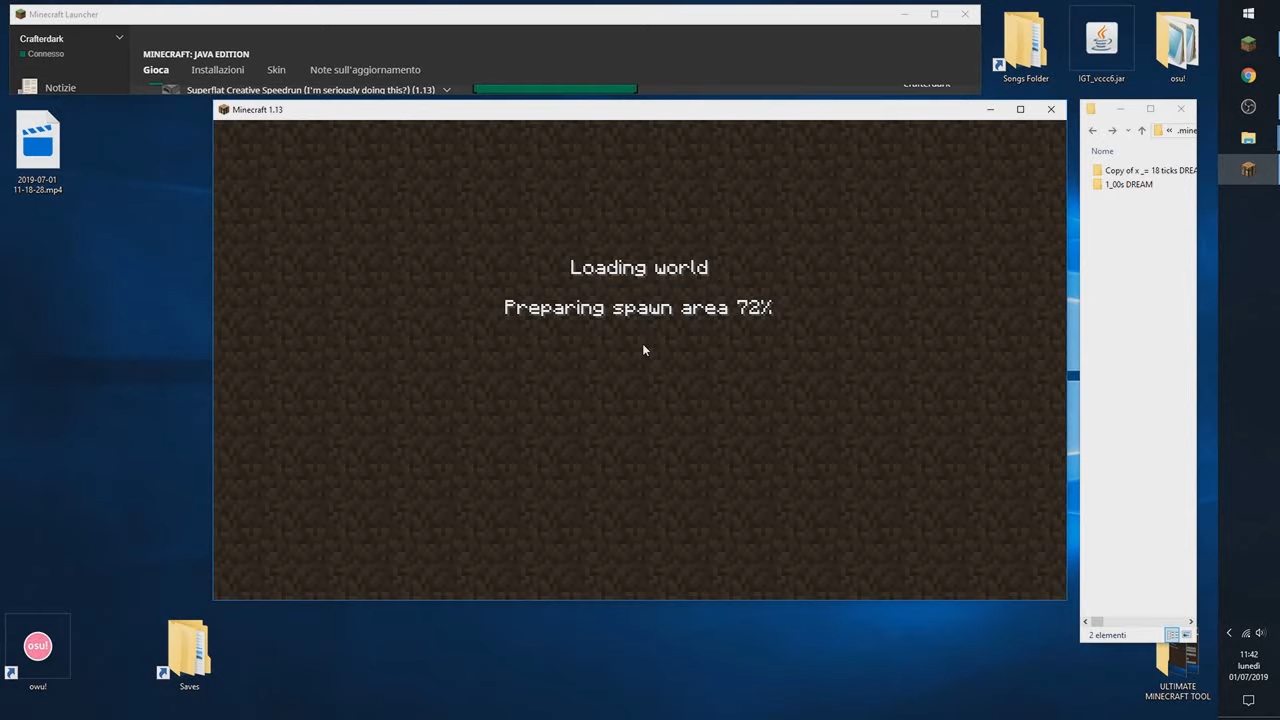 Minecraft Launcher
Crafterdark
Connesso
Notizie
MINECRAFT: JAVA EDITION
Gioca Installazioni Skin Note sull'aggiornamento
Superflat Creative Speedrun (I'm seriously doing this?) (1.13)
Crafterdark
Songs Folder
IGT_vccc6.jar
osu!
2019-07-01
11-18-28.mp4
Minecraft 1.13
Loading world
Preparing spawn area 72%
« .mine
Nome
Copy of x _= 18 ticks DREA
1_00s DREAM
2 elementi
osu!
owu!
Saves
ULTIMATE
MINECRAFT TOOL
11:42
lunedì
01/07/2019